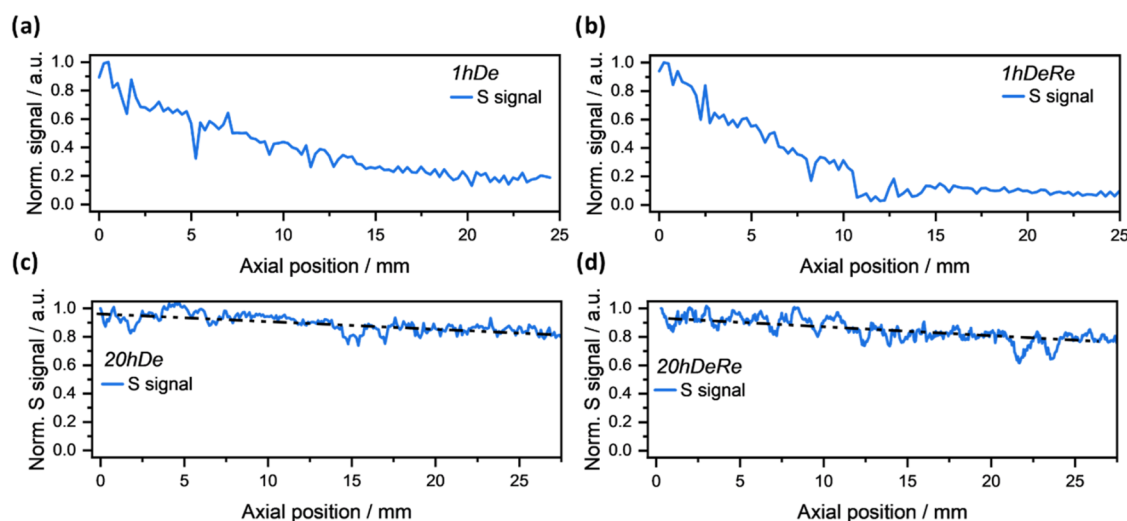 (a)
Norm. signal / a.u.
1.0
0.8
0.6
0.4
0.2
0.0
1hDe
S signal
0 5 10 15 20 25
Axial position / mm
(b)
Norm. signal / a.u.
1.0
0.8
0.6
0.4
0.2
0.0
1hDeRe
S signal
0 5 10 15 20 25
Axial position / mm
(c)
Norm. S signal / a.u.
1.0
0.8
0.6
0.4
0.2
0.0
20hDe
S signal
0 5 10 15 20 25
Axial position / mm
(d)
Norm. S signal / a.u.
1.0
0.8
0.6
0.4
0.2
0.0
20hDeRe
S signal
0 5 10 15 20 25
Axial position / mm